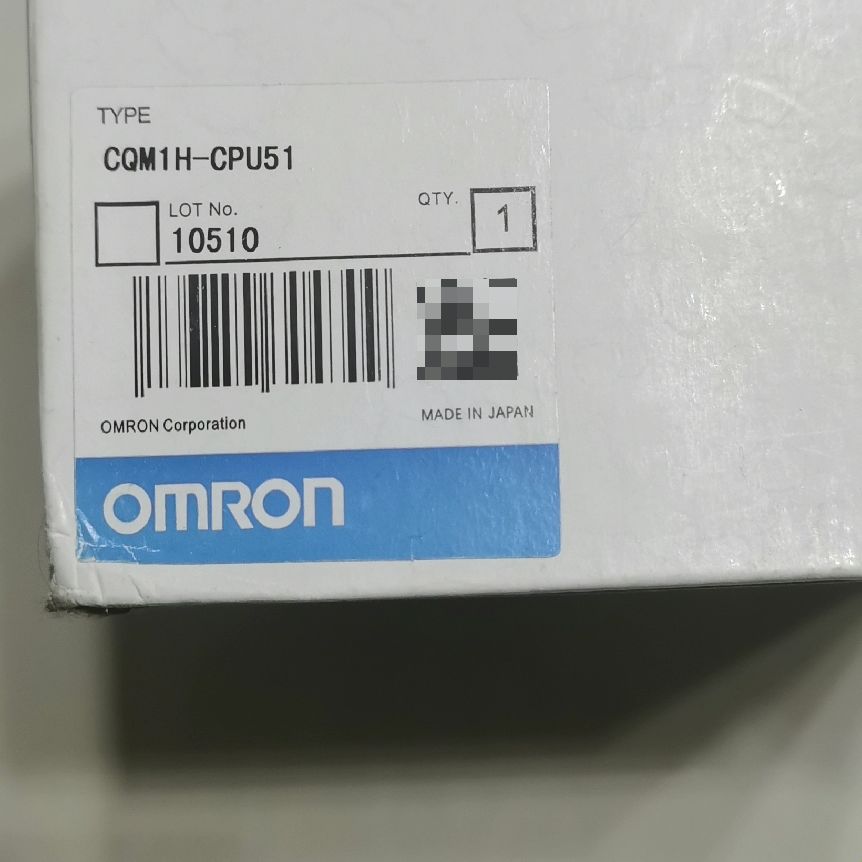 TYPE
CQM1H-CPU51
LOT No.
10510
QTY.
1
OMRON Corporation
MADE IN JAPAN
OMRON